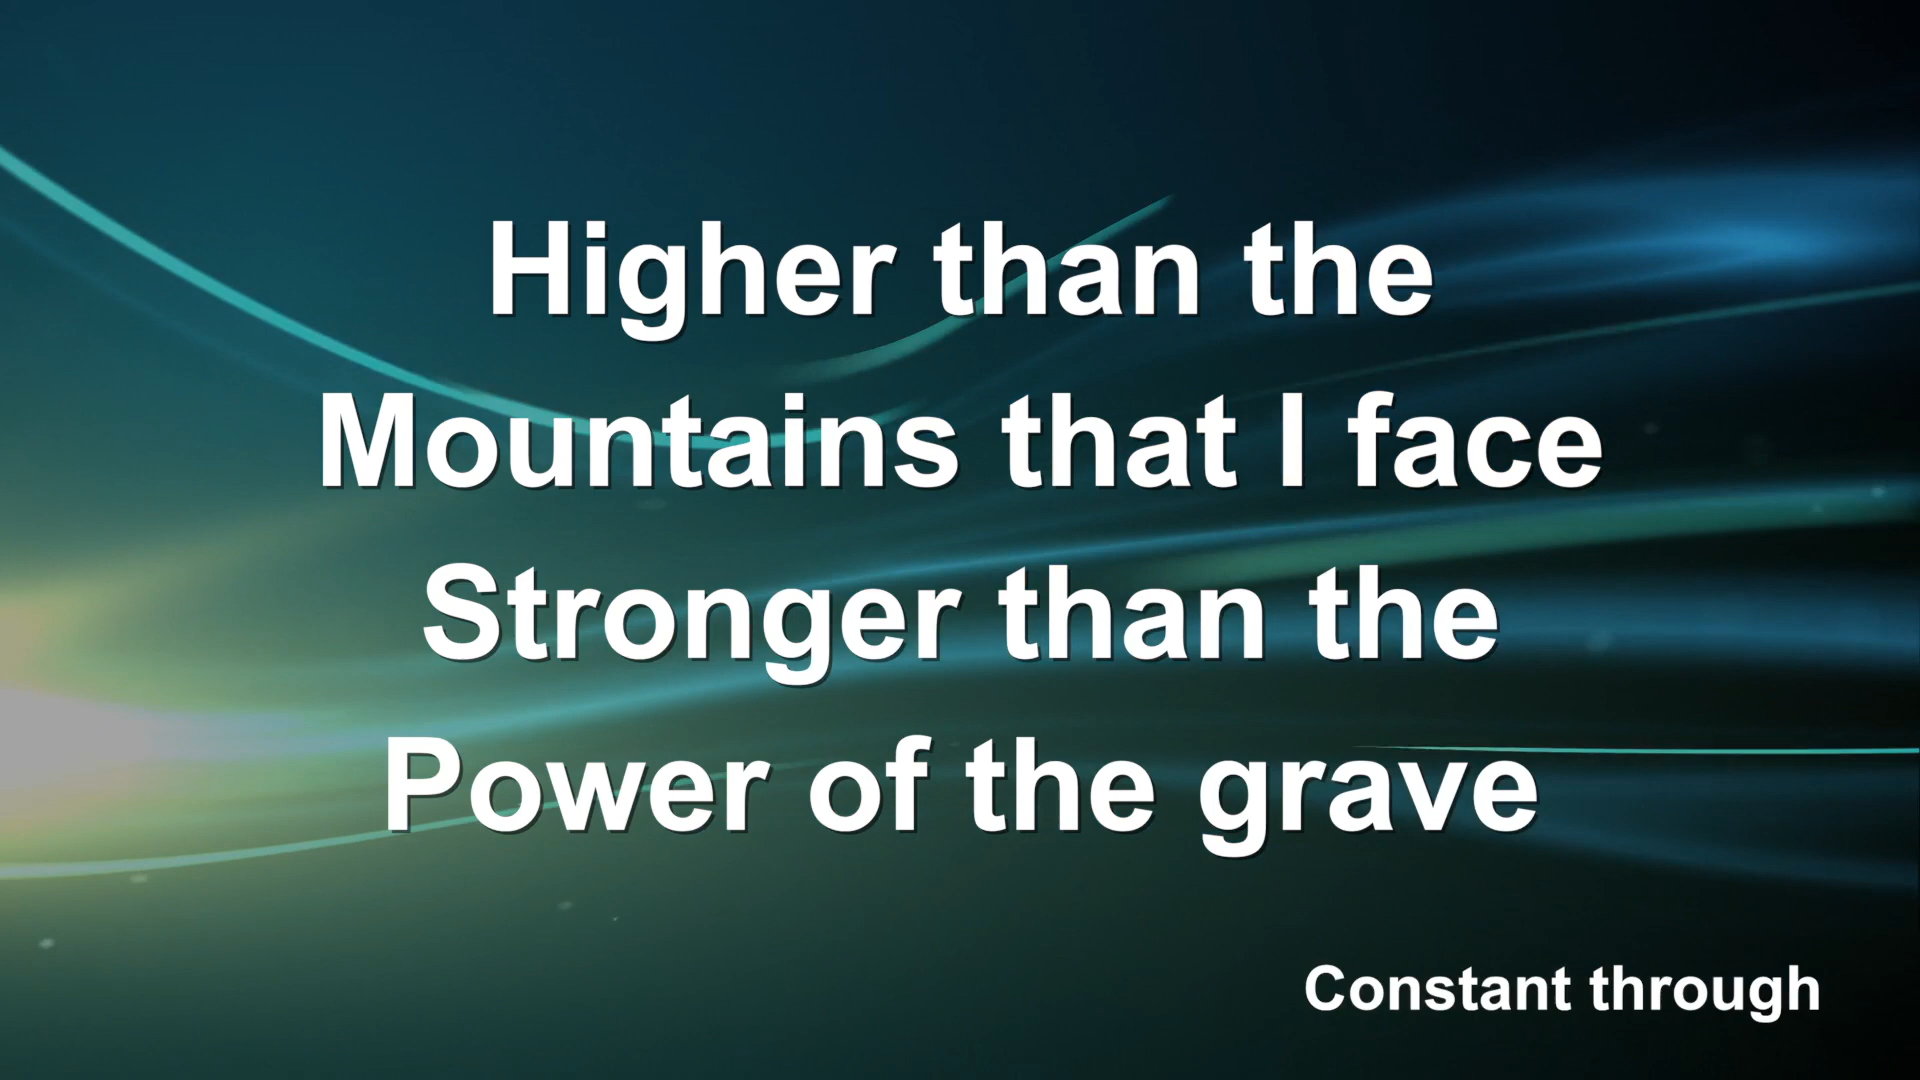 Higher than the
Mountains that I face
Stronger than the
Power of the grave
Constant through